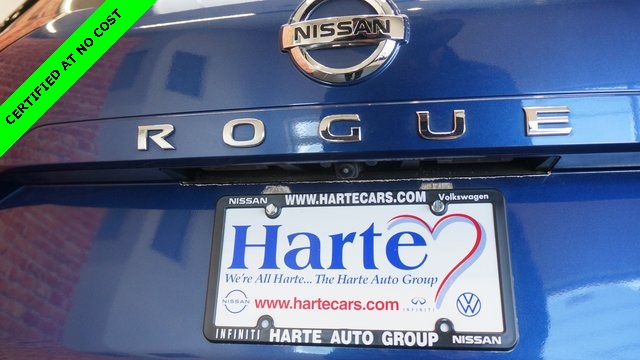 CERTIFIED AT NO COST
NISSAN
ROGUE
NISSAN WWW.HARTECARS.COM Volkswagen
Harte
We're All Harte... The Harte Auto Group
NISSAN www.hartecars.com INFINITI
INFINITI HARTE AUTO GROUP NISSAN